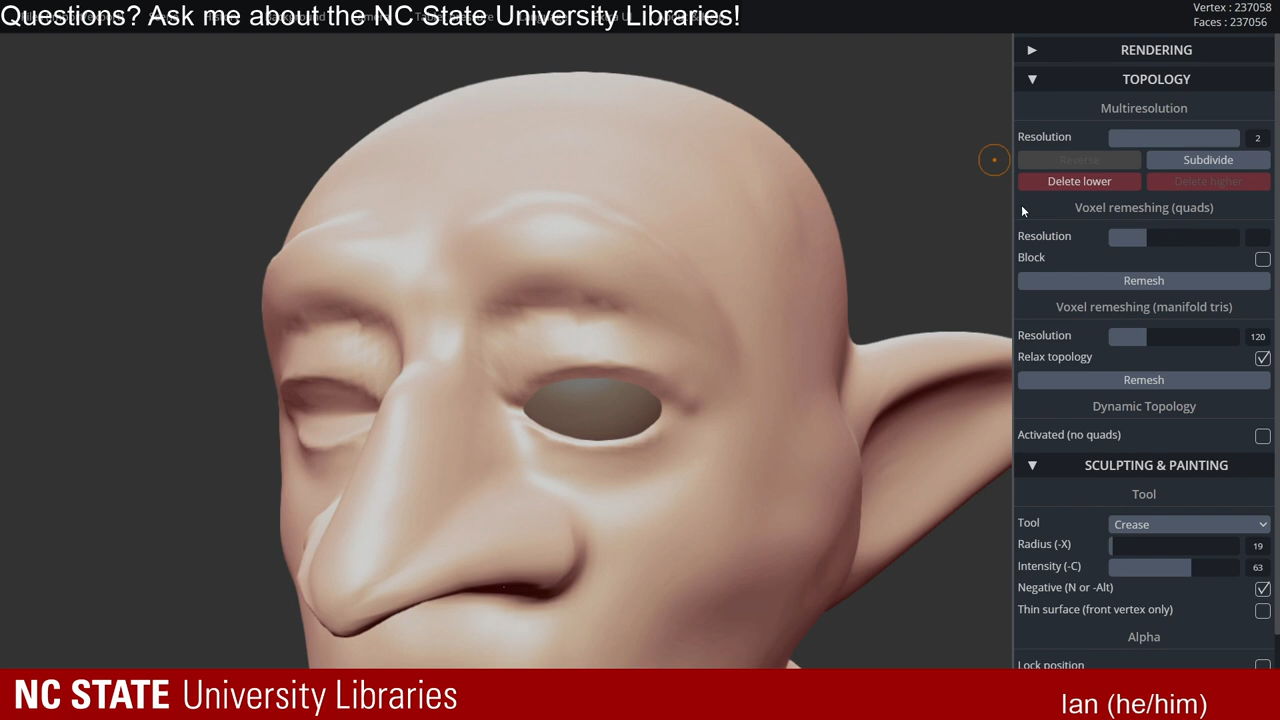 Questions? Ask me about the NC State University Libraries!
Vertex : 237058
Faces : 237056
RENDERING
TOPOLOGY
Multiresolution
Resolution 2
Reverse Subdivide
Delete lower Delete higher
Voxel remeshing (quads)
Resolution
Block
Remesh
Voxel remeshing (manifold tris)
Resolution 120
Relax topology
Remesh
Dynamic Topology
Activated (no quads)
SCULPTING & PAINTING
Tool
Tool Crease
Radius (-X) 19
Intensity (-C) 63
Negative (N or -Alt)
Thin surface (front vertex only)
Alpha
Lock position
NC STATE University Libraries
Ian (he/him)